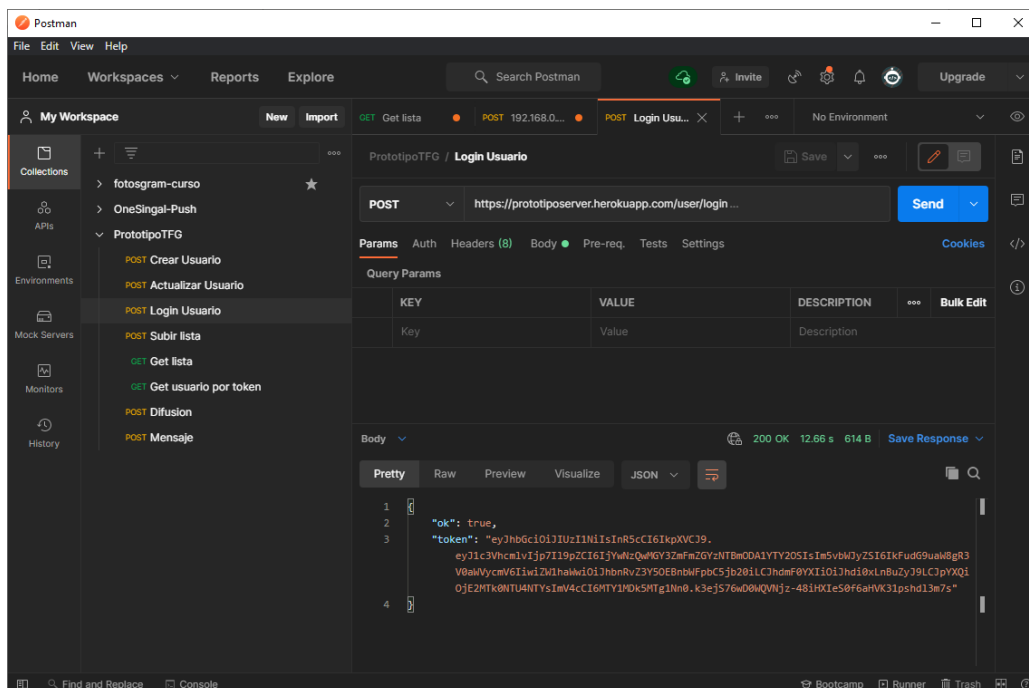 Postman
File Edit View Help
Home Workspaces Reports Explore Search Postman Invite Upgrade
My Workspace New Import GET Get lista POST 192.168.0.... POST Login Usu... No Environment
Collections
APIs
Environments
Mock Servers
Monitors
History
fotosgram-curso
OneSingal-Push
PrototipoTFG
POST Crear Usuario
POST Actualizar Usuario
POST Login Usuario
POST Subir lista
GET Get lista
GET Get usuario por token
POST Difusion
POST Mensaje
PrototipoTFG / Login Usuario Save
POST https://prototiposerver.herokuapp.com/user/login ... Send
Params Auth Headers (8) Body Pre-req. Tests Settings Cookies
Query Params
KEY VALUE DESCRIPTION Bulk Edit
Key Value Description
Body 200 OK 12.66 s 614 B Save Response
Pretty Raw Preview Visualize JSON
1 {
2 "ok": true,
3 "token": "eyJhbGciOiJIUzI1NiIsInR5cCI6IkpXVCJ9.
4 }
Find and Replace Console Bootcamp Runner Trash